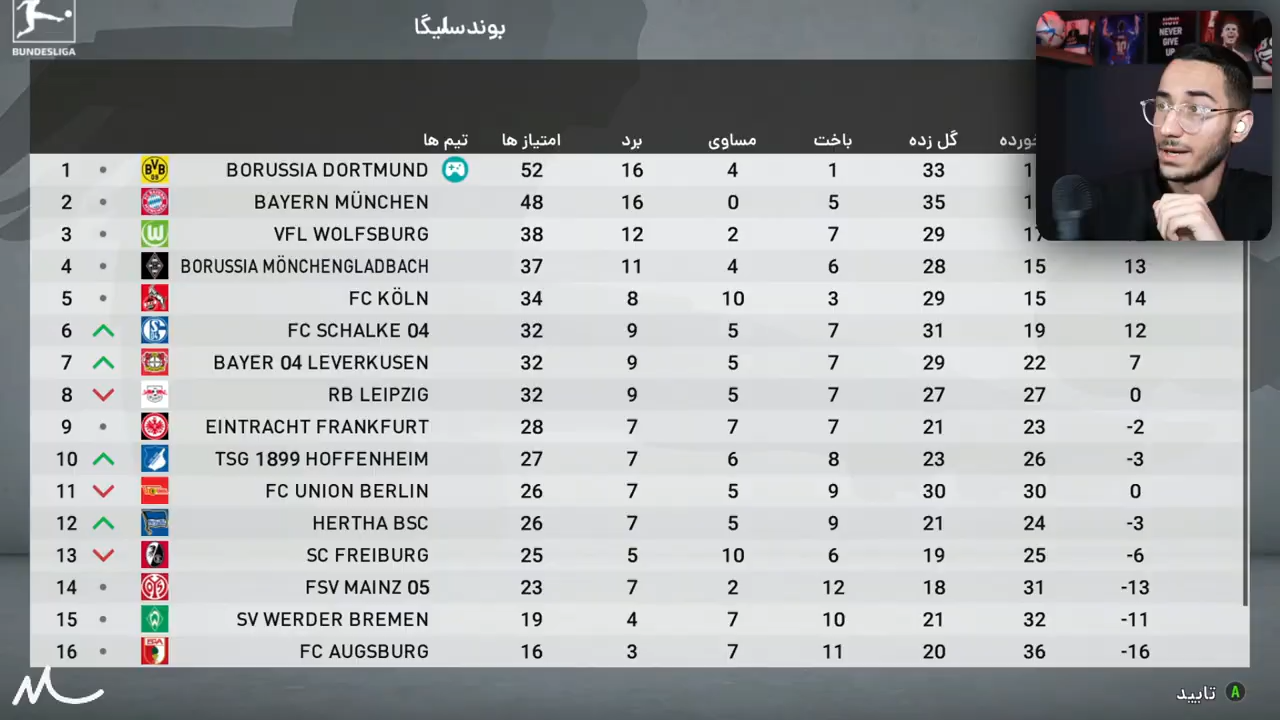 BUNDESLIGA
بوندسلیگا
NEVER
GIVE
UP
تیم ها امتیاز ها برد مساوی باخت گل زده
1 BORUSSIA DORTMUND 52 16 4 1 33
2 BAYERN MÜNCHEN 48 16 0 5 35
3 VFL WOLFSBURG 38 12 2 7 29 17
4 BORUSSIA MÖNCHENGLADBACH 37 11 4 6 28 15 13
5 FC KÖLN 34 8 10 3 29 15 14
6 FC SCHALKE 04 32 9 5 7 31 19 12
7 BAYER 04 LEVERKUSEN 32 9 5 7 29 22 7
8 RB LEIPZIG 32 9 5 7 27 27 0
9 EINTRACHT FRANKFURT 28 7 7 7 21 23 -2
10 TSG 1899 HOFFENHEIM 27 7 6 8 23 26 -3
11 FC UNION BERLIN 26 7 5 9 30 30 0
12 HERTHA BSC 26 7 5 9 21 24 -3
13 SC FREIBURG 25 5 10 6 19 25 -6
14 FSV MAINZ 05 23 7 2 12 18 31 -13
15 SV WERDER BREMEN 19 4 7 10 21 32 -11
16 FC AUGSBURG 16 3 7 11 20 36 -16
تایید A